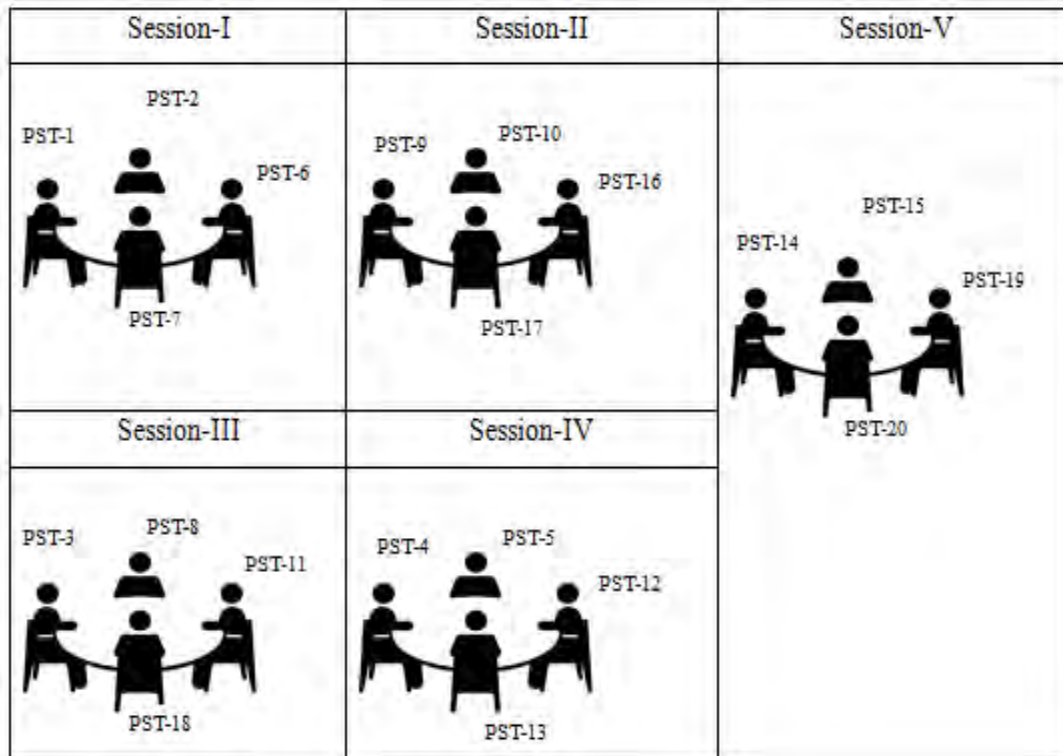 Session-I
Session-II
Session-V
PST-2
PST-1
PST-6
PST-7
PST-10
PST-9
PST-16
PST-17
PST-15
PST-14
PST-19
PST-20
Session-III
Session-IV
PST-8
PST-3
PST-11
PST-18
PST-5
PST-4
PST-12
PST-13